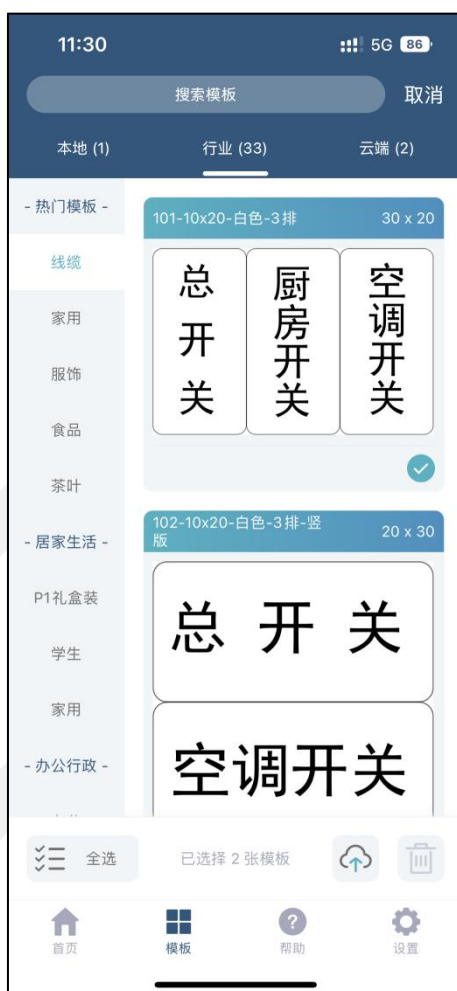 11:30
5G 86
搜索模板
取消
本地 (1)
行业 (33)
云端 (2)
- 热门模板 -
线缆
家用
服饰
食品
茶叶
- 居家生活 -
P1礼盒装
学生
家用
- 办公行政 -
101-10x20-白色-3排
30 x 20
总开关
厨房开关
空调开关
102-10x20-白色-3排-竖
版
20 x 30
总 开 关
空调开关
全选
已选择 2 张模板
首页
模板
帮助
设置